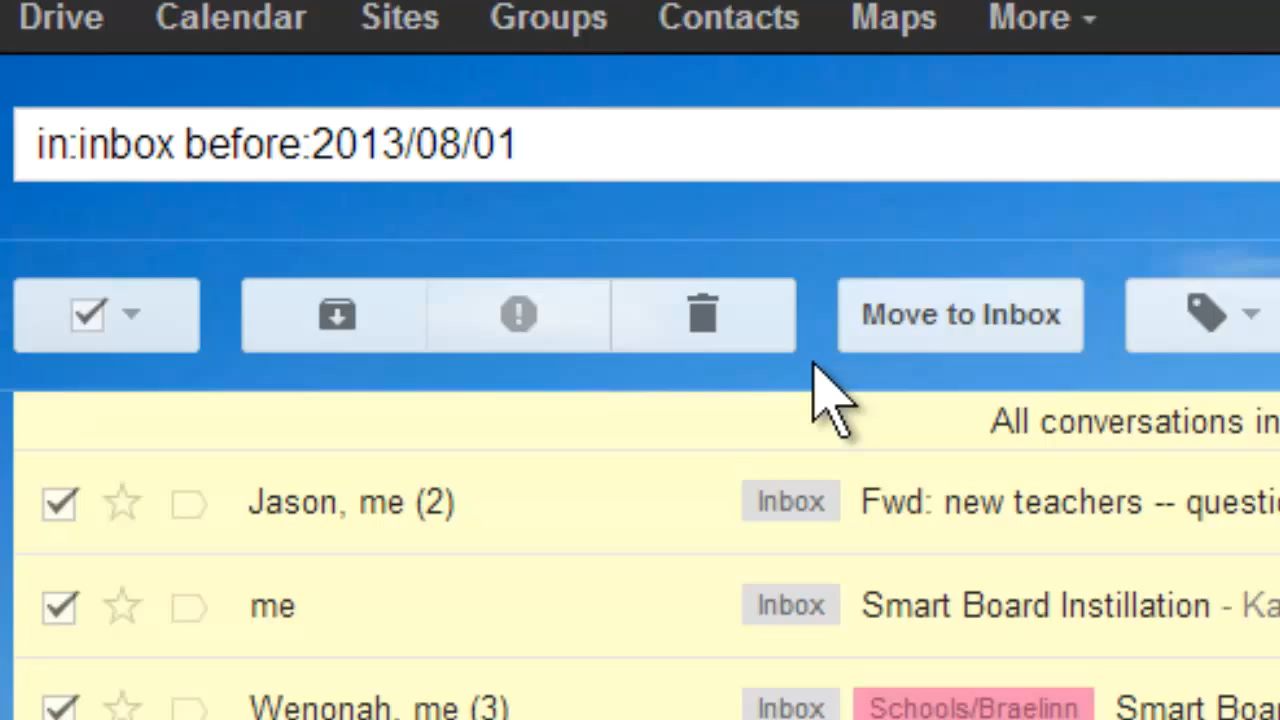 Drive Calendar Sites Groups Contacts Maps More
in:inbox before:2013/08/01
Move to Inbox
All conversations in
Jason, me (2) Inbox Fwd: new teachers -- questi
me Inbox Smart Board Instillation - Ka
Wenonah, me (3) Inbox Schools/Braelinn Smart Boar